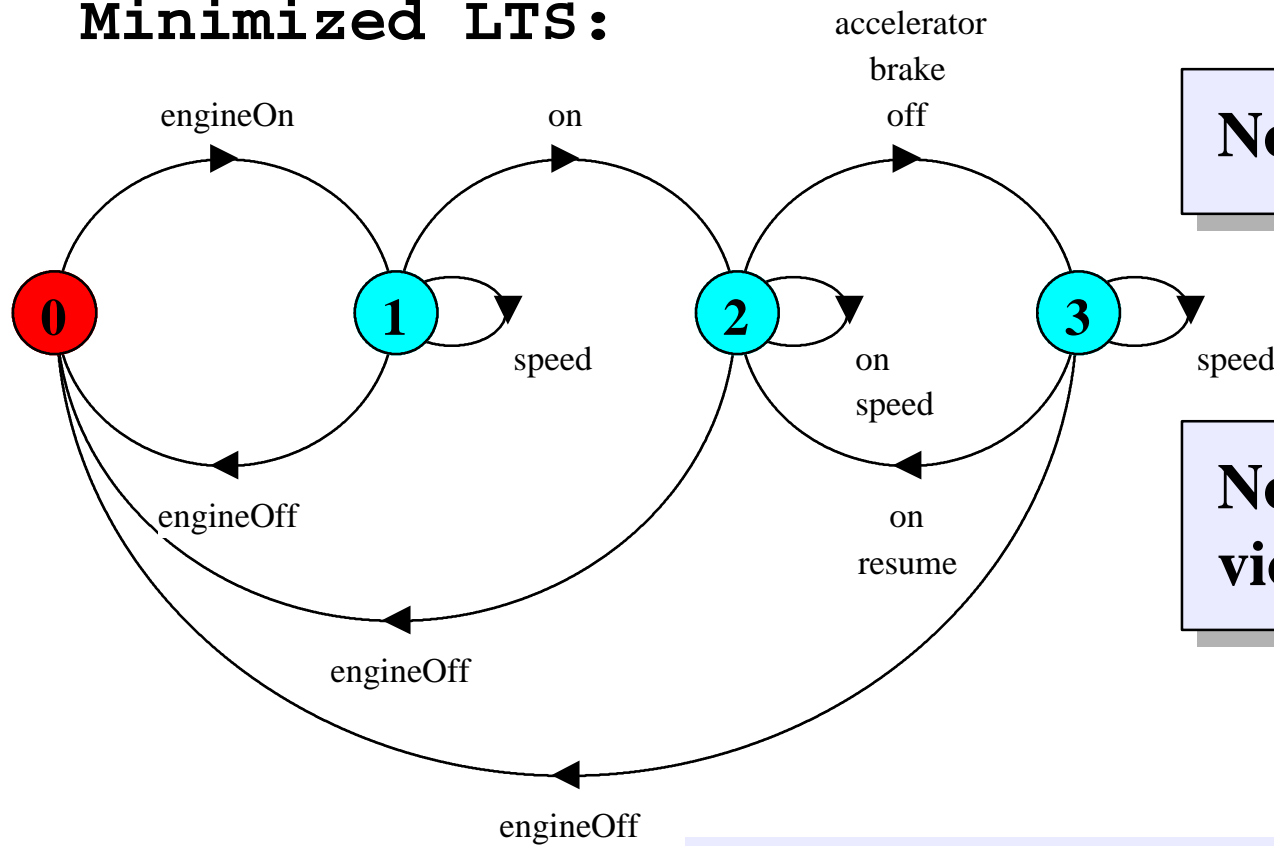 Minimized LTS:
accelerator
brake
off
engineOn
on
0
1
2
3
speed
on
speed
speed
engineOff
on
resume
engineOff
engineOff